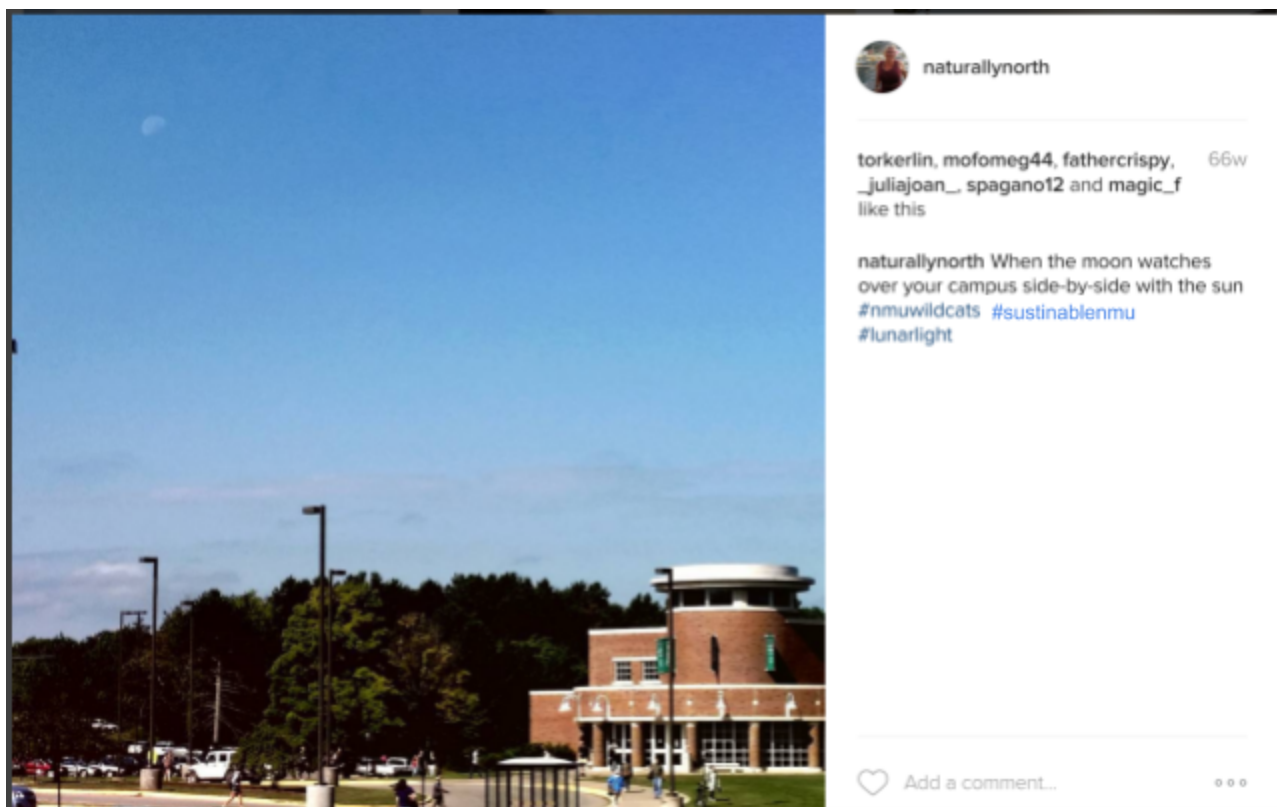 naturallynorth
torkerlin, mofomeg44, fathercrispy, 66w
_juliajoan_, spagano12 and magic_f
like this
naturallynorth When the moon watches
over your campus side-by-side with the sun
#nmuwildcats #sustinablenmu
#lunarlight
Add a comment...